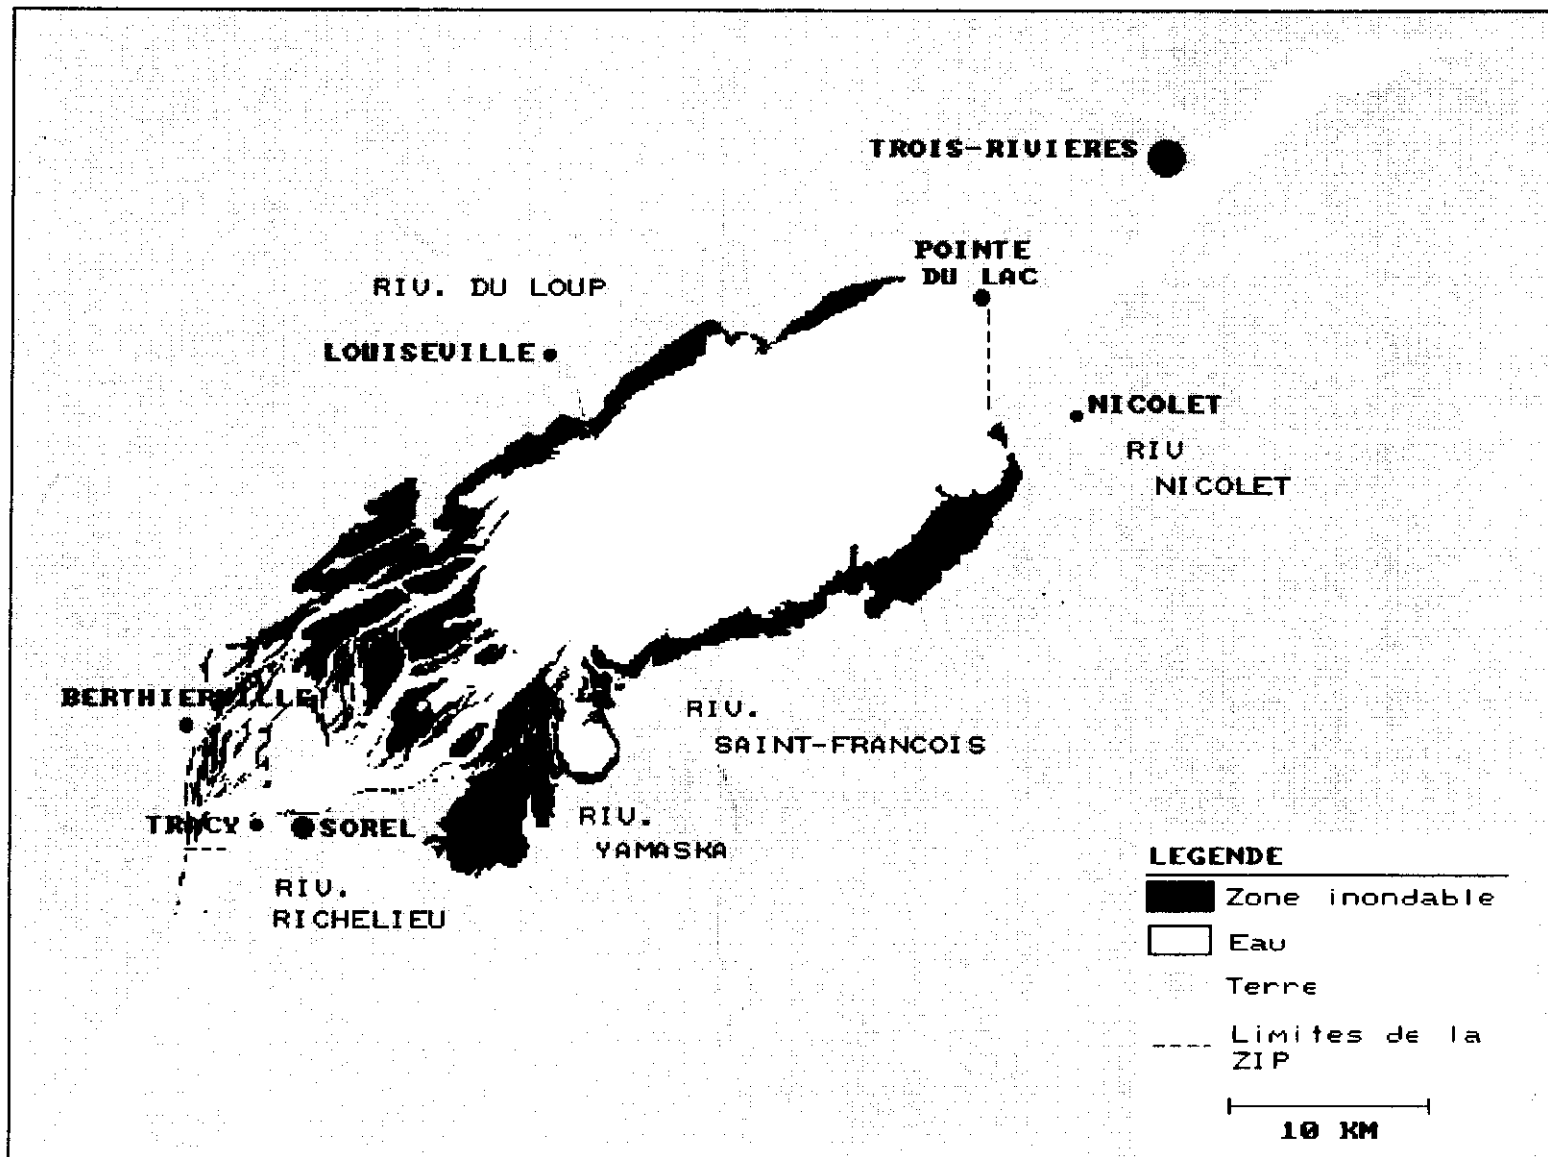 TROIS-RIVIERES
POINTE
DU LAC
RIV. DU LOUP
LOUISEVILLE
NICOLET
RIV
NICOLET
BERTHIERVILLE
RIV.
SAINT-FRANCOIS
TRACY
SOREL
RIV.
YAMASKA
RIV.
RICHELIEU
LEGENDE
Zone inondable
Eau
Terre
Limites de la
ZIP
10 KM